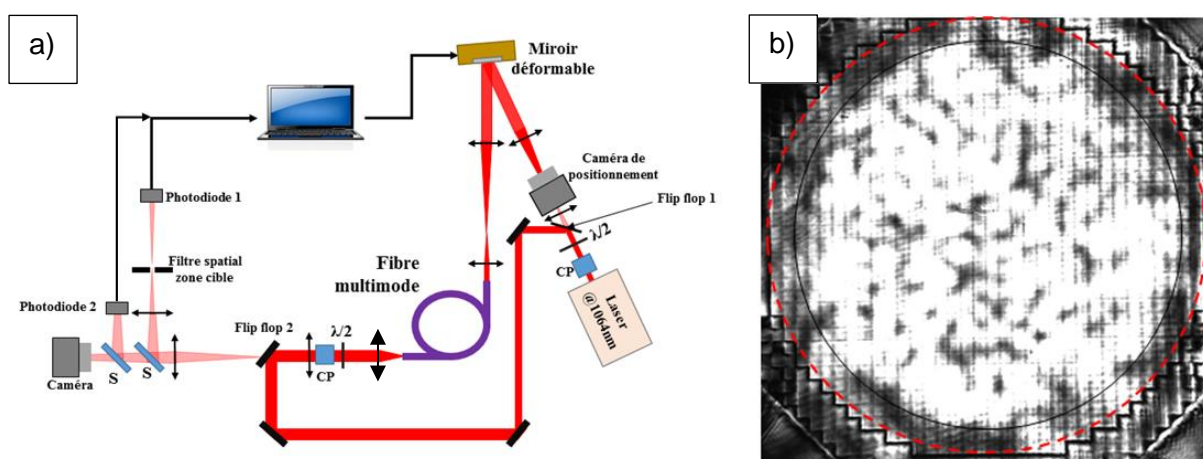 a)
Miroir
déformable
Caméra de
positionnement
Photodiode 1
Flip flop 1
λ/2
Filtre spatial
zone cible
CP
Fibre
multimode
Laser
@1064nm
Photodiode 2
Flip flop 2
λ/2
S
S
CP
Caméra
b)